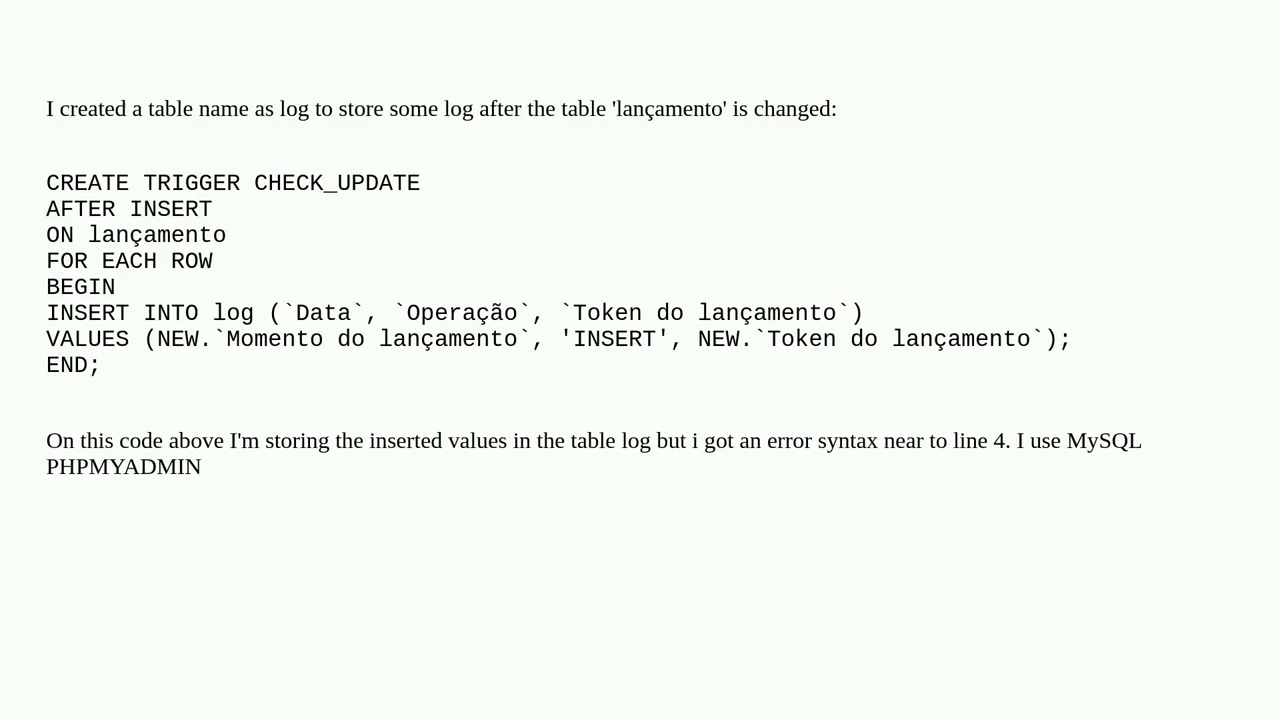 I created a table name as log to store some log after the table 'lançamento' is changed:
CREATE TRIGGER CHECK_UPDATE
AFTER INSERT
ON lançamento
FOR EACH ROW
BEGIN
INSERT INTO log (`Data`, `Operação`, `Token do lançamento`)
VALUES (NEW.`Momento do lançamento`, 'INSERT', NEW.`Token do lançamento`);
END;
On this code above I'm storing the inserted values in the table log but i got an error syntax near to line 4. I use MySQL
PHPMYADMIN